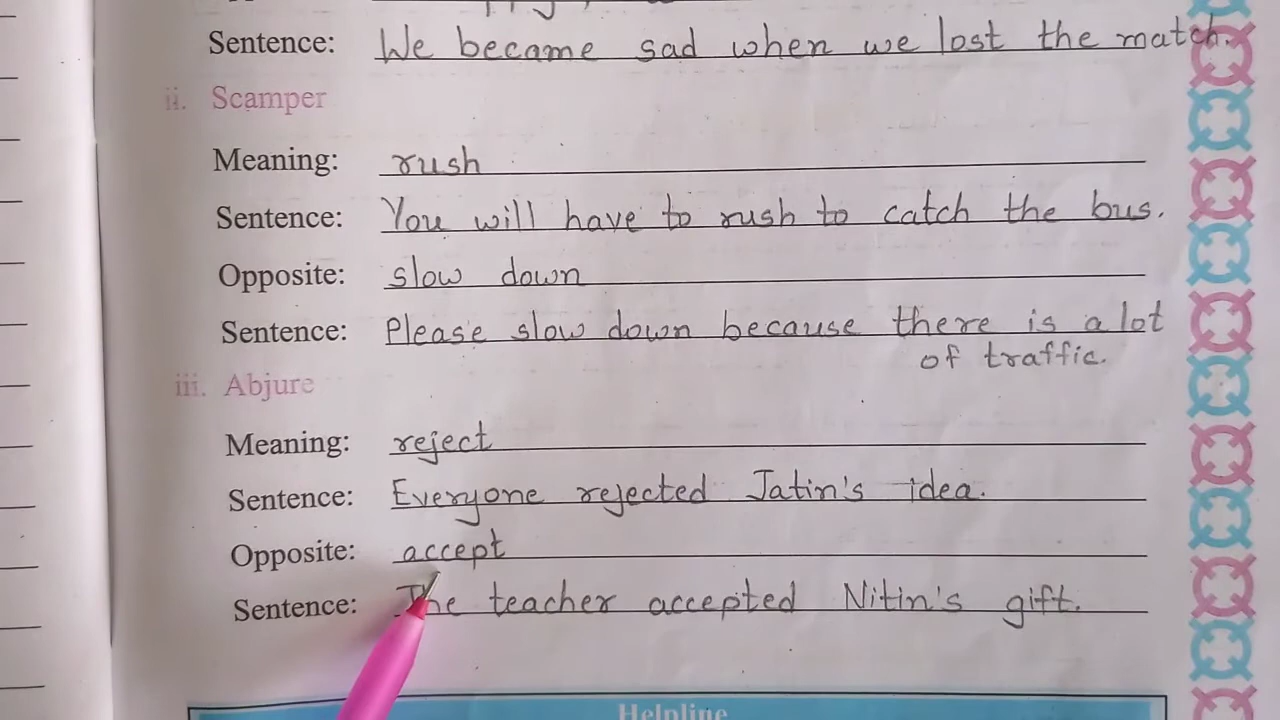 Sentence: We became sad when we lost the match.
ii. Scamper
Meaning: rush
Sentence: You will have to rush to catch the bus.
Opposite: slow down
Sentence: Please slow down because there is a lot
of traffic.
iii. Abjure
Meaning: reject
Sentence: Everyone rejected Jatin's idea.
Opposite: accept
Sentence: The teacher accepted Nitin's gift.
Helpline